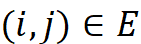 (i, j) ∈ E